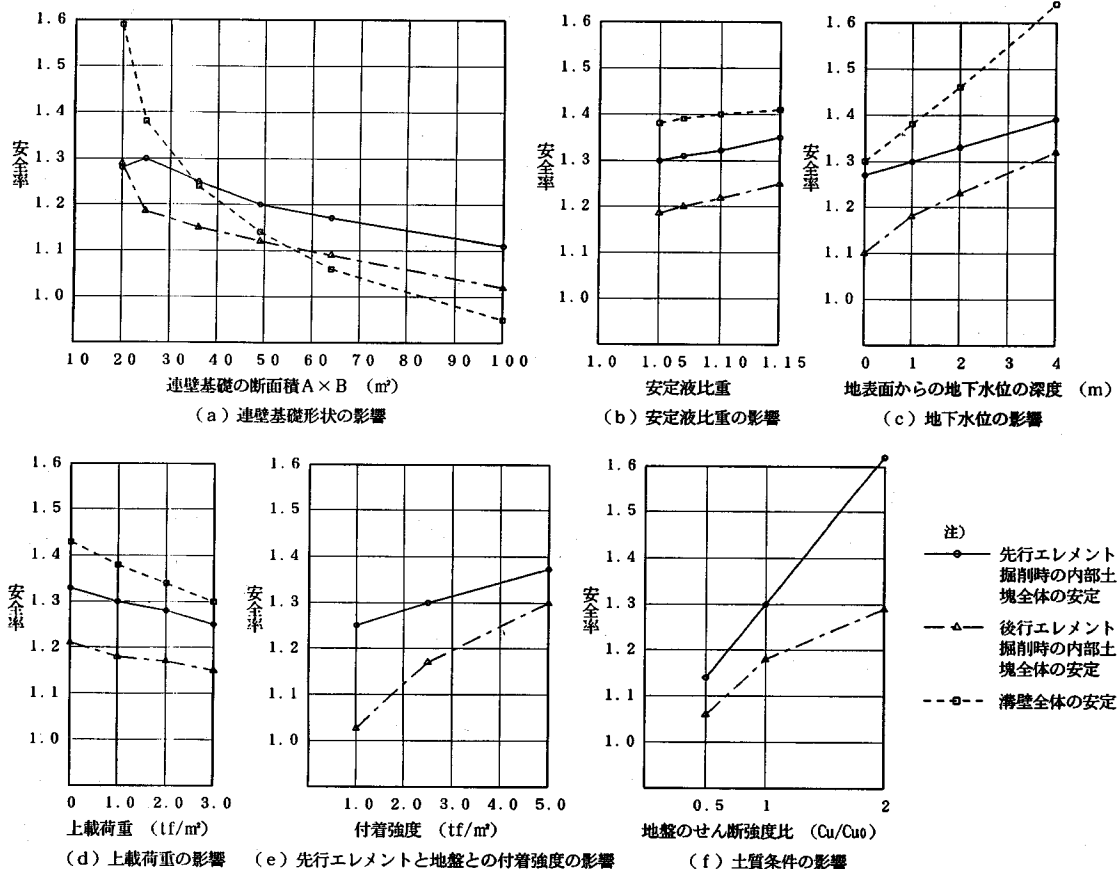 1.6
1.5
1.4
1.3
1.2
1.1
1.0
安全率
10 20 30 40 50 60 70 80 90 100
連壁基礎の断面積A×B (m²)
(a) 連壁基礎形状の影響
1.6
1.5
1.4
1.3
1.2
1.1
1.0
安全率
1.0 1.05 1.10 1.15
安定液比重
(b) 安定液比重の影響
1.6
1.5
1.4
1.3
1.2
1.1
1.0
安全率
0 1 2 3 4
地表面からの地下水位の深度 (m)
(c) 地下水位の影響
1.6
1.5
1.4
1.3
1.2
1.1
1.0
安全率
0 1.0 2.0 3.0
上載荷重 (tf/m²)
(d) 上載荷重の影響
1.6
1.5
1.4
1.3
1.2
1.1
1.0
安全率
1.0 2.0 3.0 4.0 5.0
付着強度 (tf/m²)
(e) 先行エレメントと地盤との付着強度の影響
1.6
1.5
1.4
1.3
1.2
1.1
1.0
安全率
0.5 1 2
地盤のせん断強度比 (Cu/Cu0)
(f) 土質条件の影響
注)
先行エレメント
掘削時の内部土
塊全体の安定
後行エレメント
掘削時の内部土
塊全体の安定
溝壁全体の安定